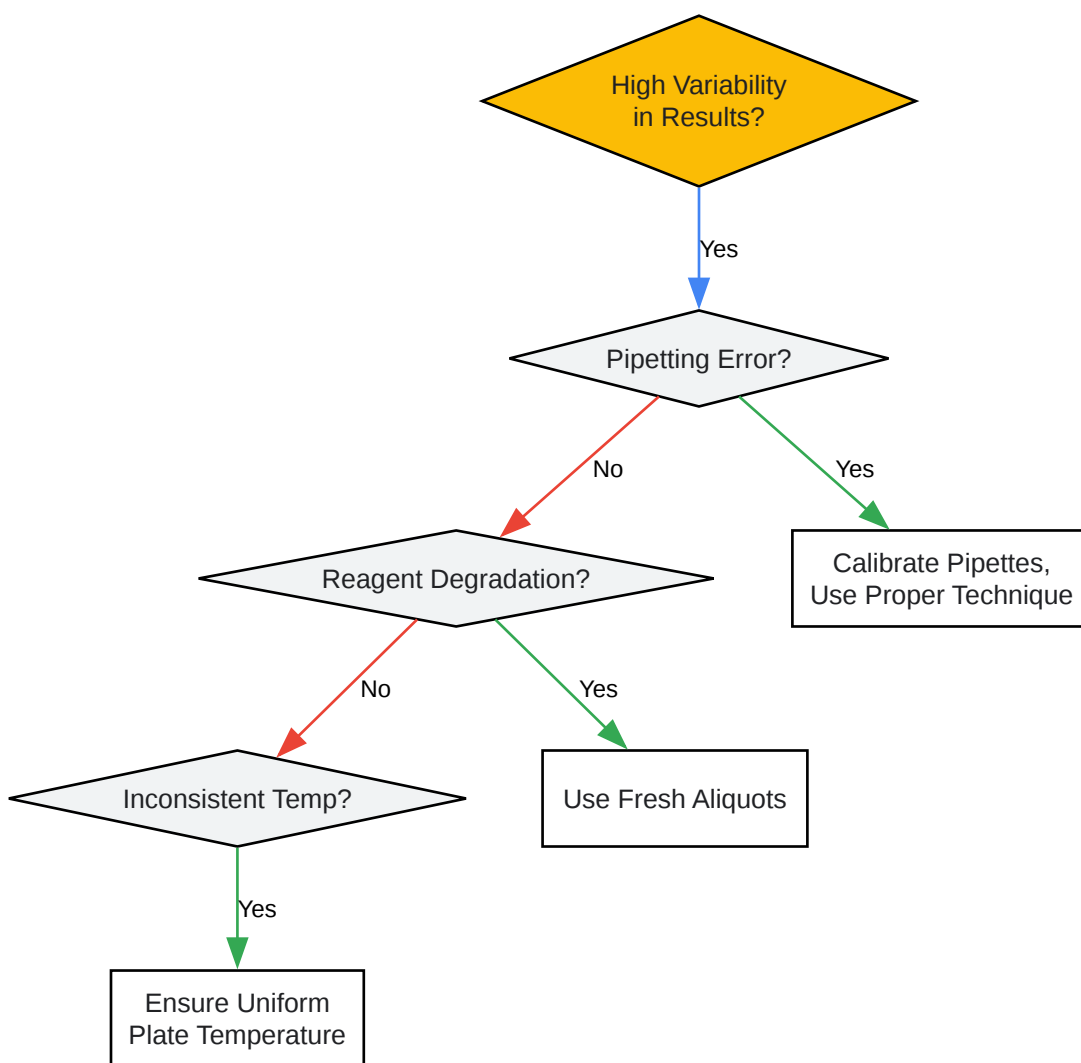 High Variability
in Results?
Yes
Pipetting Error?
No
Yes
Reagent Degradation?
Calibrate Pipettes,
Use Proper Technique
No
Yes
Inconsistent Temp?
Use Fresh Aliquots
Yes
Ensure Uniform
Plate Temperature